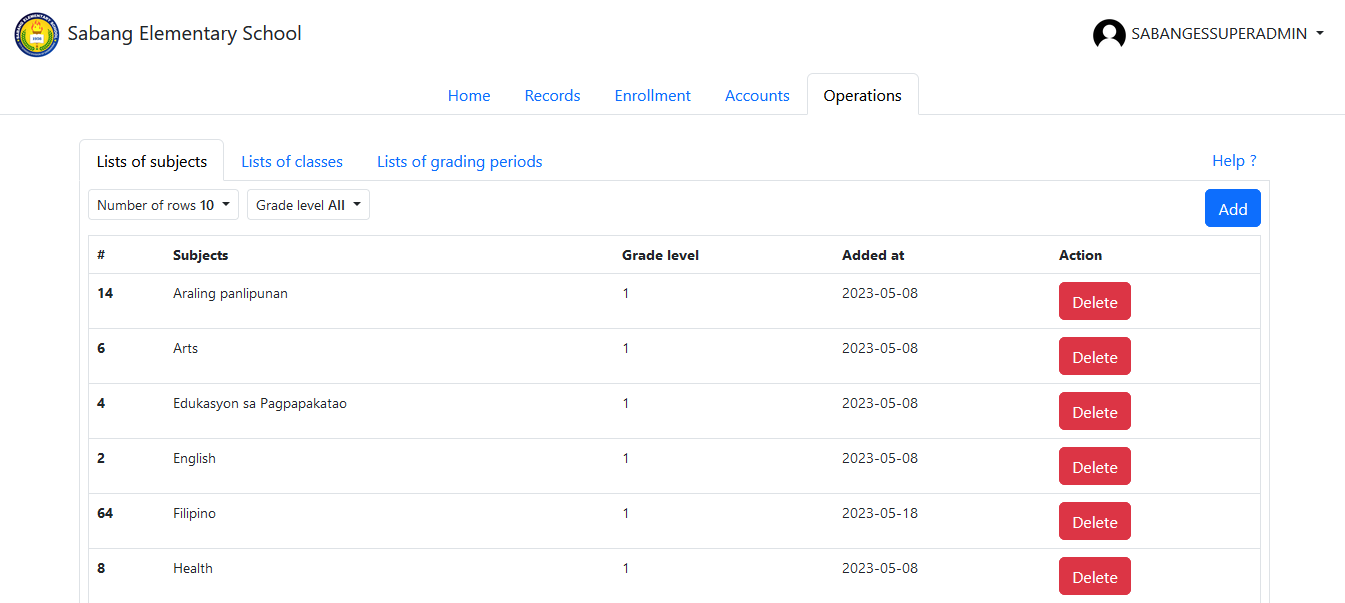 Sabang Elementary School
SABANGESSUPERADMIN
Home Records Enrollment Accounts Operations
Lists of subjects Lists of classes Lists of grading periods Help ?
Number of rows 10 Grade level All Add
# Subjects Grade level Added at Action
14 Araling panlipunan 1 2023-05-08 Delete
6 Arts 1 2023-05-08 Delete
4 Edukasyon sa Pagpapakatao 1 2023-05-08 Delete
2 English 1 2023-05-08 Delete
64 Filipino 1 2023-05-18 Delete
8 Health 1 2023-05-08 Delete